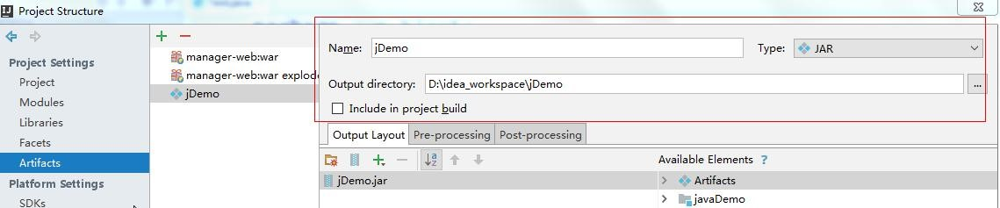 Project Structure
Project Settings
Project
Modules
Libraries
Facets
Artifacts
Platform Settings
SDKs
manager-web:war
manager-web:war explode
jDemo
Name: jDemo Type: JAR
Output directory: D:\idea_workspace\jDemo ...
Include in project build
Output Layout Pre-processing Post-processing
jDemo.jar
Available Elements ?
Artifacts
javaDemo